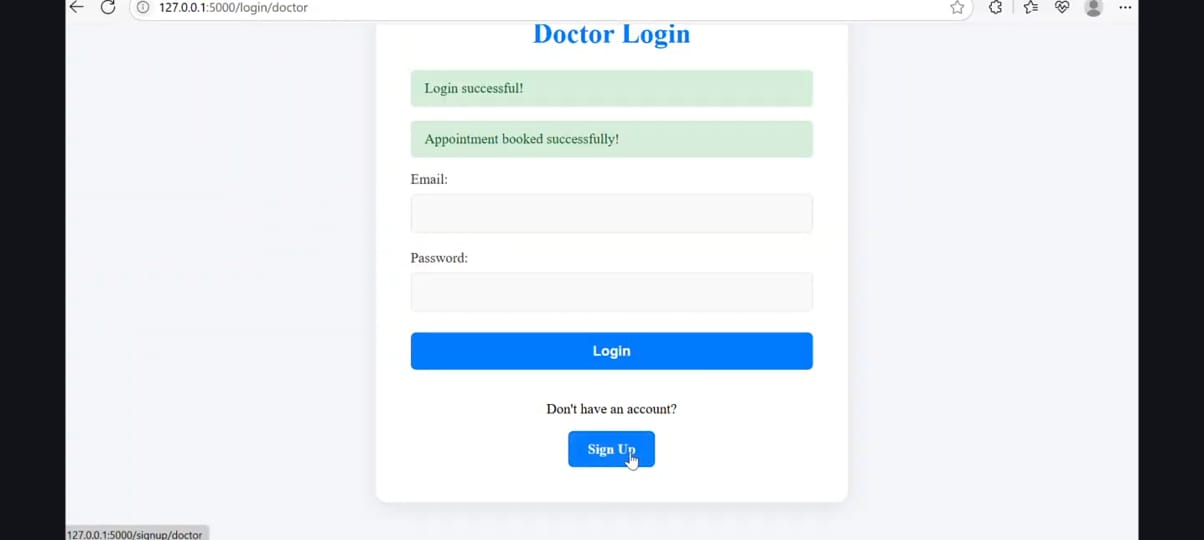 127.0.0.1:5000/login/doctor
Doctor Login
Login successful!
Appointment booked successfully!
Email:
Password:
Login
Don't have an account?
Sign Up
127.0.0.1:5000/signup/doctor